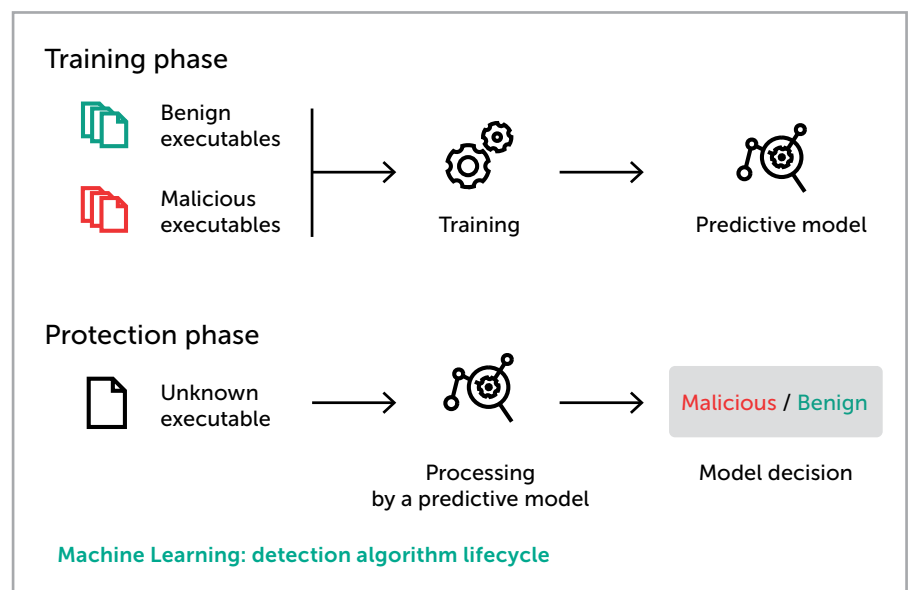 Training phase
Benign
executables
Malicious
executables
Training
Predictive model
Protection phase
Unknown
executable
Processing
by a predictive model
Malicious / Benign
Model decision
Machine Learning: detection algorithm lifecycle